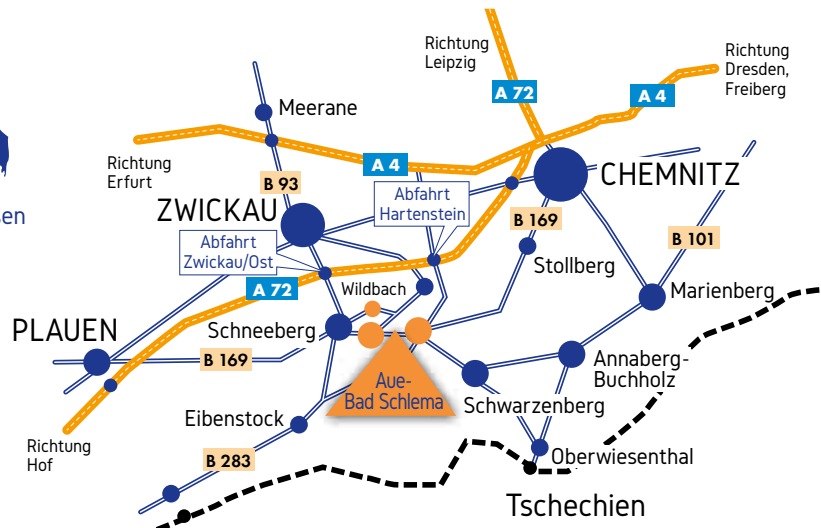 Richtung
Leipzig
Richtung
Dresden,
Freiberg
A 72
A 4
Meerane
Richtung
Erfurt
A 4
B 93
Abfahrt
Hartenstein
CHEMNITZ
ZWICKAU
B 169
B 101
Abfahrt
Zwickau/Ost
Stollberg
A 72
Wildbach
Marienberg
PLAUEN
Schneeberg
B 169
Annaberg-
Buchholz
Aue-
Bad Schlema
Schwarzenberg
Eibenstock
Richtung
Hof
B 283
Oberwiesenthal
Tschechien